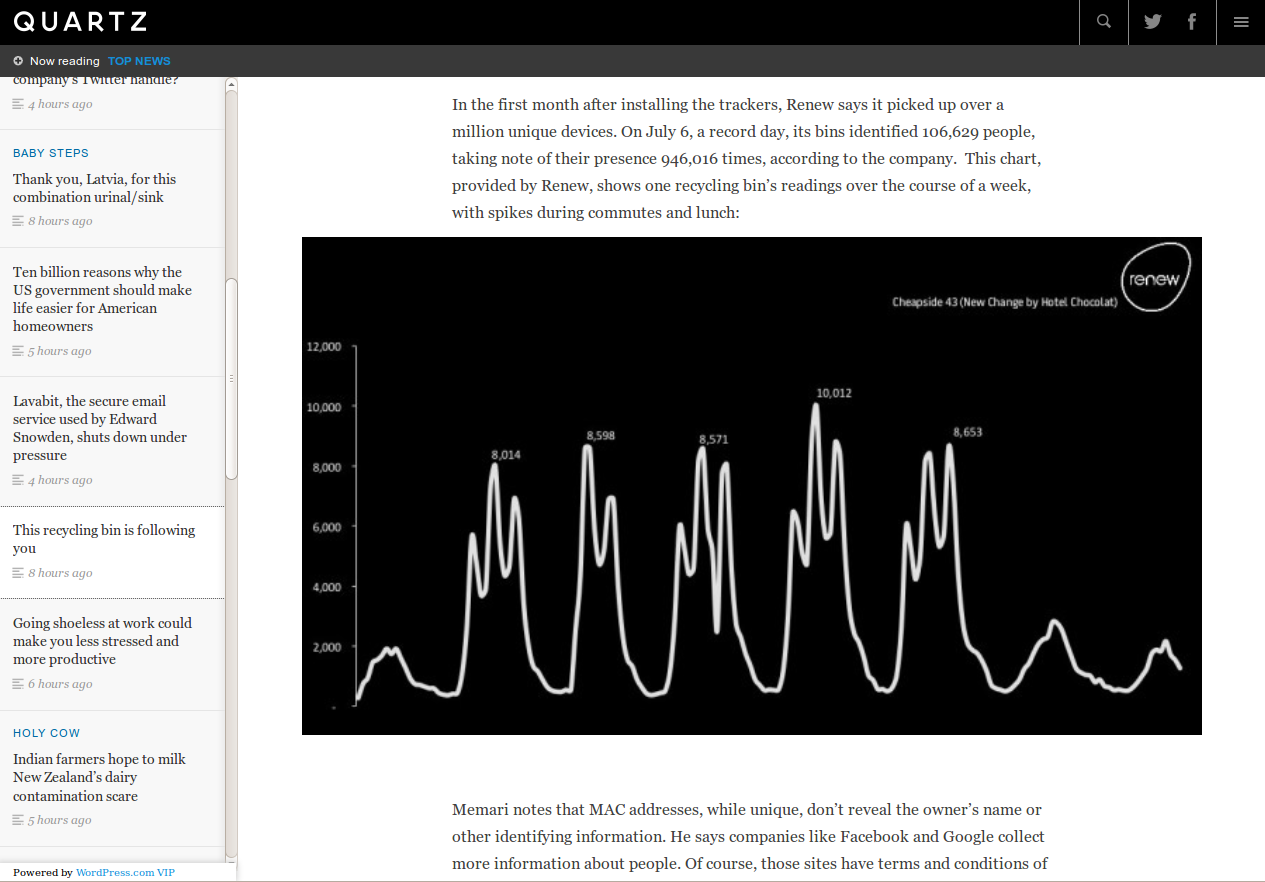 QUARTZ
Now reading TOP NEWS
company's Twitter handle?
4 hours ago
BABY STEPS
Thank you, Latvia, for this
combination urinal/sink
8 hours ago
Ten billion reasons why the
US government should make
life easier for American
homeowners
5 hours ago
Lavabit, the secure email
service used by Edward
Snowden, shuts down under
pressure
4 hours ago
This recycling bin is following
you
8 hours ago
Going shoeless at work could
make you less stressed and
more productive
6 hours ago
HOLY COW
Indian farmers hope to milk
New Zealand's dairy
contamination scare
5 hours ago
Powered by WordPress.com VIP
In the first month after installing the trackers, Renew says it picked up over a
million unique devices. On July 6, a record day, its bins identified 106,629 people,
taking note of their presence 946,016 times, according to the company.  This chart,
provided by Renew, shows one recycling bin's readings over the course of a week,
with spikes during commutes and lunch:
renew
Cheapside 43 (New Change by Hotel Chocolat)
12,000
10,000
8,000
6,000
4,000
2,000
-
8,014
8,598
8,571
10,012
8,653
Memari notes that MAC addresses, while unique, don't reveal the owner's name or
other identifying information. He says companies like Facebook and Google collect
more information about people. Of course, those sites have terms and conditions of